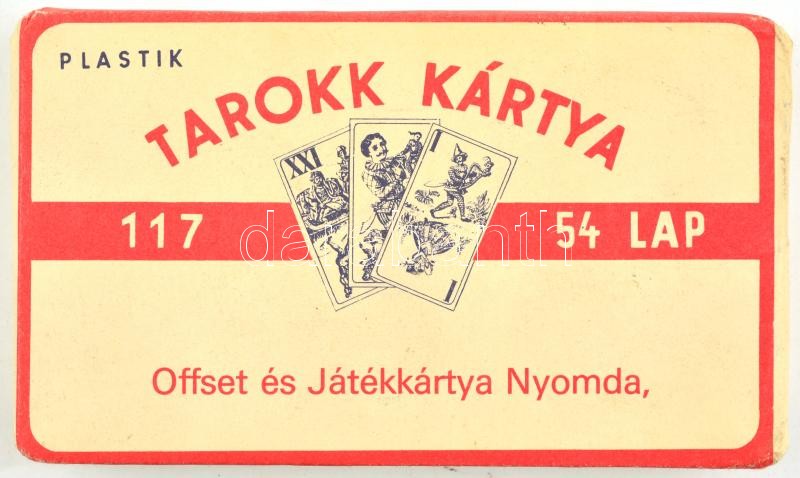 PLASTIK
TAROKK KÁRTYA
XXI
I
117
54 LAP
I
Offset és Játékkártya Nyomda,